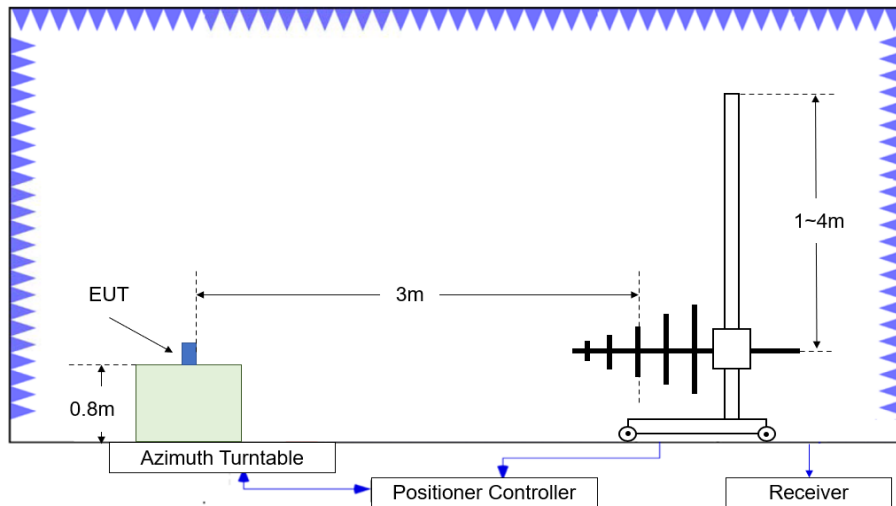 1~4m
EUT
3m
0.8m
Azimuth Turntable
Positioner Controller
Receiver